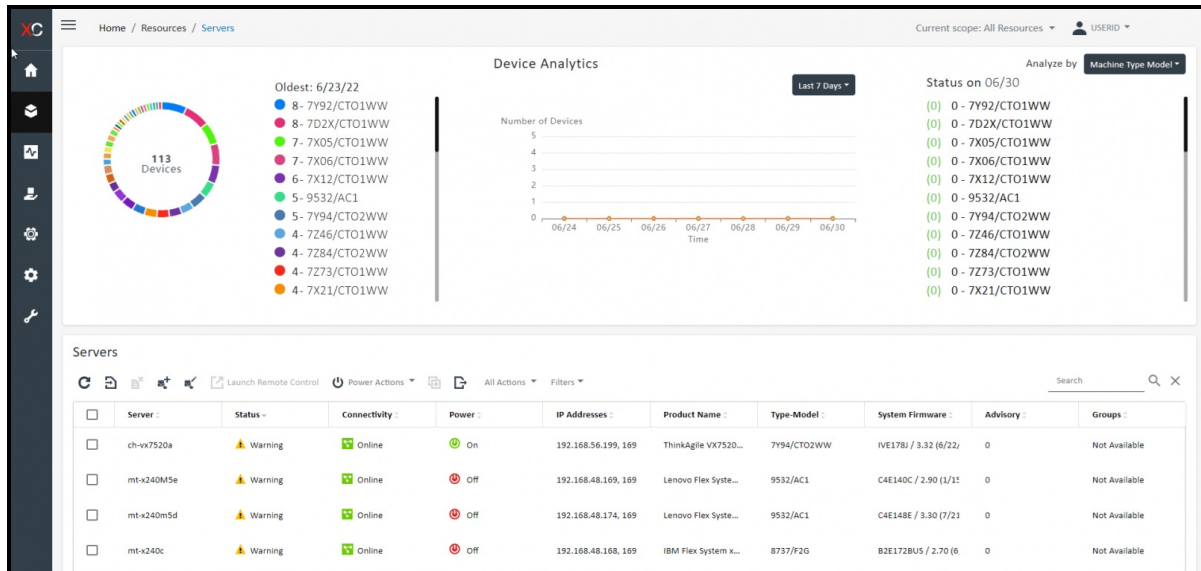 XC
Home / Resources / Servers
Current scope: All Resources
USERID
Device Analytics
Analyze by
Machine Type Model
Oldest: 6/23/22
8- 7Y92/CTO1WW
8- 7D2X/CTO1WW
7- 7X05/CTO1WW
7- 7X06/CTO1WW
6- 7X12/CTO1WW
5- 9532/AC1
5- 7Y94/CTO2WW
4- 7Z46/CTO1WW
4- 7Z84/CTO2WW
4- 7Z73/CTO1WW
4- 7X21/CTO1WW
113
Devices
Last 7 Days
Number of Devices
5
4
3
2
1
0
06/24 06/25 06/26 06/27 06/28 06/29 06/30
Time
Status on 06/30
(0) 0 - 7Y92/CTO1WW
(0) 0 - 7D2X/CTO1WW
(0) 0 - 7X05/CTO1WW
(0) 0 - 7X06/CTO1WW
(0) 0 - 7X12/CTO1WW
(0) 0 - 9532/AC1
(0) 0 - 7Y94/CTO2WW
(0) 0 - 7Z46/CTO1WW
(0) 0 - 7Z84/CTO2WW
(0) 0 - 7Z73/CTO1WW
(0) 0 - 7X21/CTO1WW
Servers
Launch Remote Control Power Actions All Actions Filters Search
Server Status Connectivity Power IP Addresses Product Name Type-Model System Firmware Advisory Groups
ch-vx7520a Warning Online On 192.168.56.199, 169 ThinkAgile VX7520... 7Y94/CTO2WW IVE178J / 3.32 (6/22/ 0 Not Available
mt-x240M5e Warning Online Off 192.168.48.169, 169 Lenovo Flex Syste... 9532/AC1 C4E140C / 2.90 (1/15 0 Not Available
mt-x240m5d Warning Online Off 192.168.48.174, 169 Lenovo Flex Syste... 9532/AC1 C4E148E / 3.30 (7/21 0 Not Available
mt-x240c Warning Online Off 192.168.48.168, 169 IBM Flex System x... 8737/F2G B2E172BUS / 2.70 (6 0 Not Available